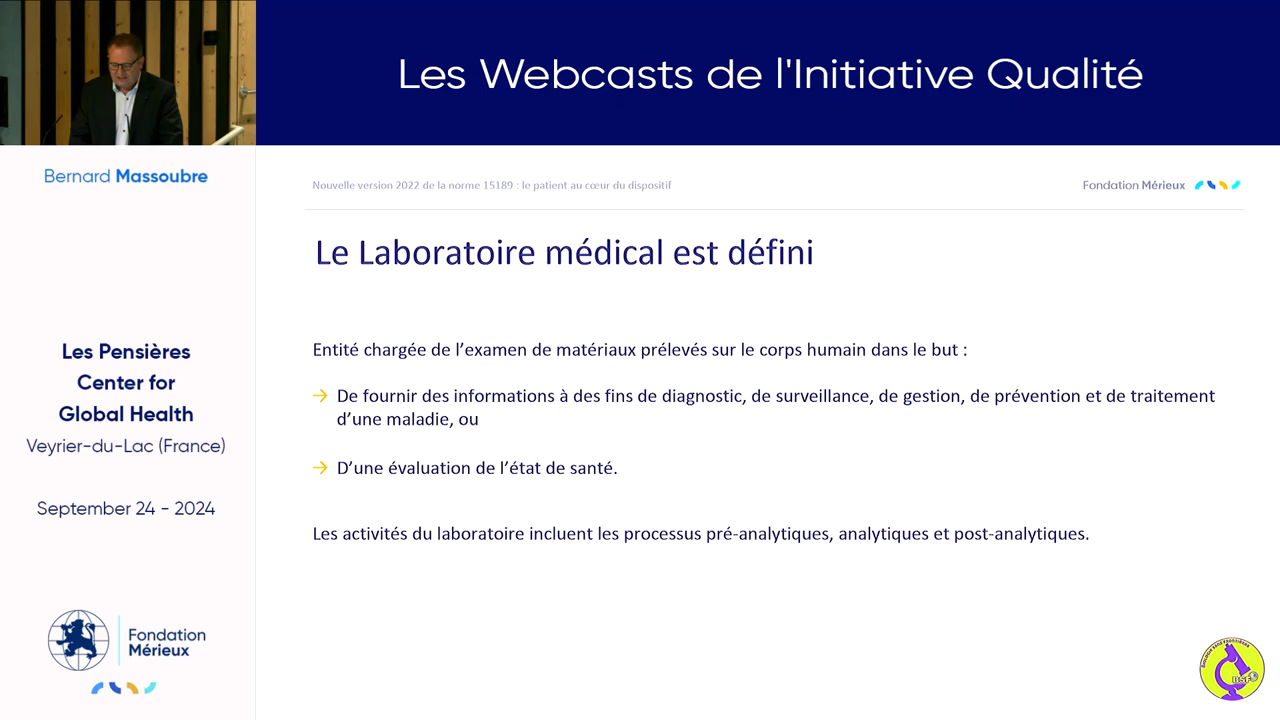 Les Webcasts de l'Initiative Qualité
Bernard Massoubre
Nouvelle version 2022 de la norme 15189 : le patient au cœur du dispositif
Fondation Mérieux
Le Laboratoire médical est défini
Entité chargée de l’examen de matériaux prélevés sur le corps humain dans le but :
De fournir des informations à des fins de diagnostic, de surveillance, de gestion, de prévention et de traitement
d’une maladie, ou
D’une évaluation de l’état de santé.
Les activités du laboratoire incluent les processus pré-analytiques, analytiques et post-analytiques.
Les Pensières
Center for
Global Health
Veyrier-du-Lac (France)
September 24 - 2024
Fondation
Mérieux
BIOLOGIE SANS FRONTIÈRES
BSF